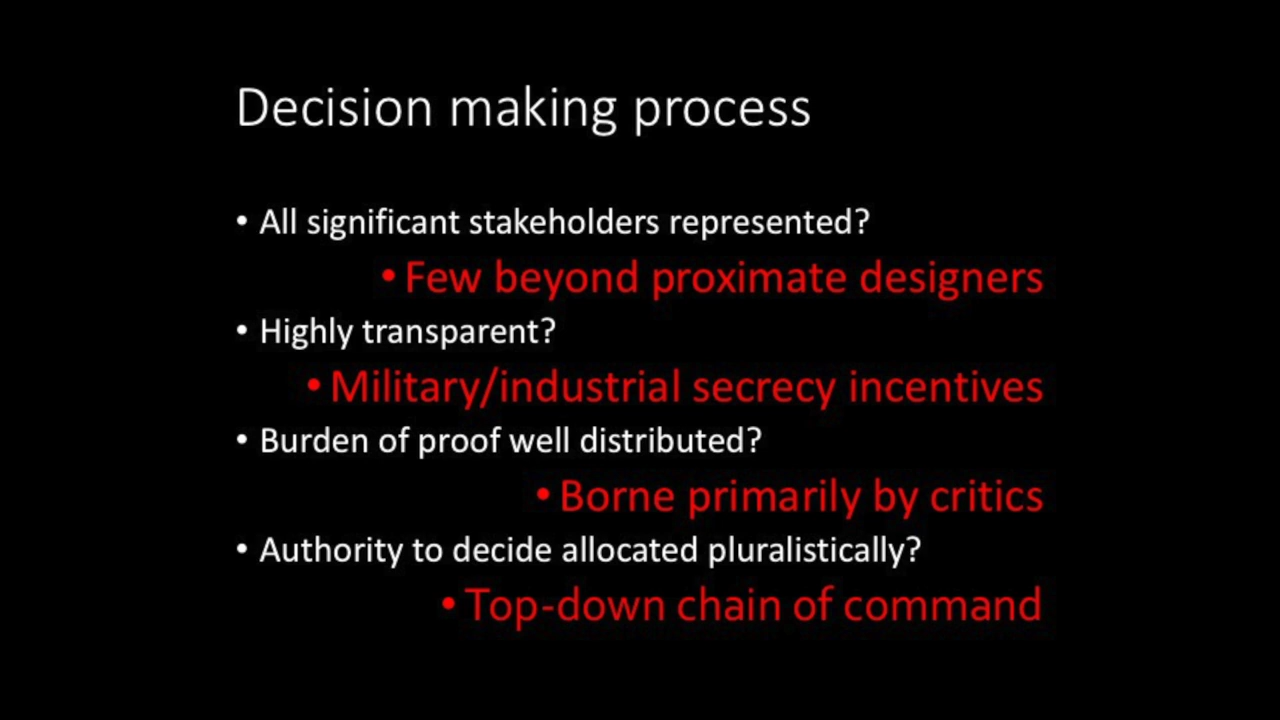 Decision making process
• All significant stakeholders represented?
• Few beyond proximate designers
• Highly transparent?
• Military/industrial secrecy incentives
• Burden of proof well distributed?
• Borne primarily by critics
• Authority to decide allocated pluralistically?
• Top-down chain of command